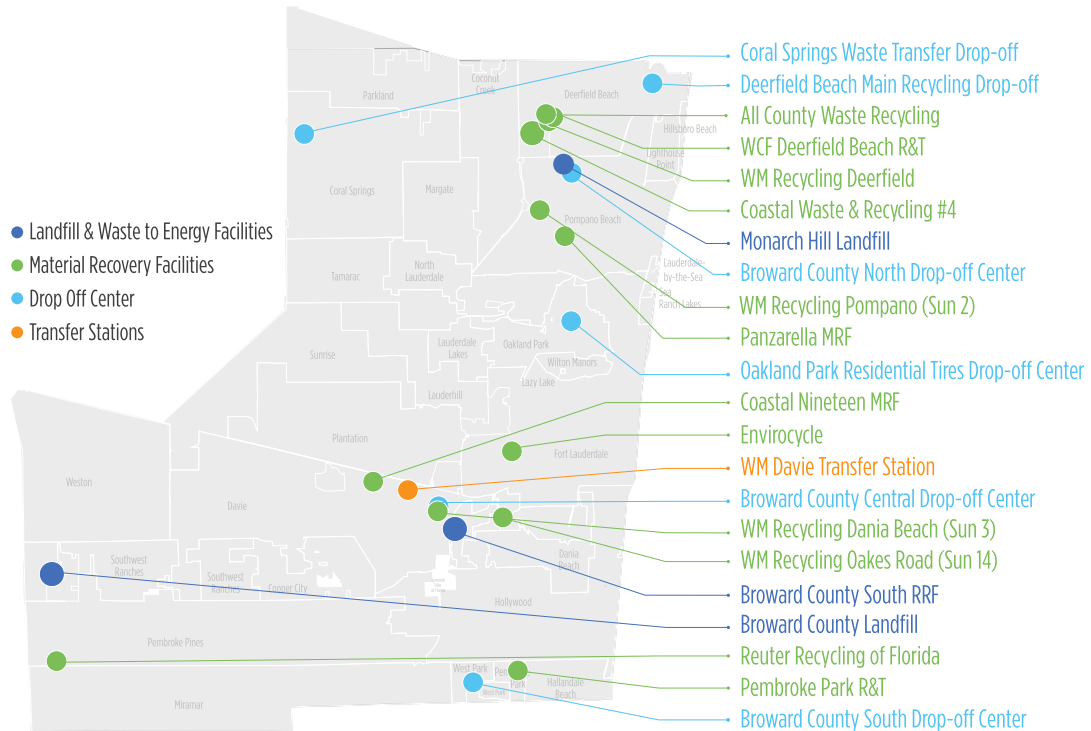 Coral Springs Waste Transfer Drop-off
Deerfield Beach Main Recycling Drop-off
All County Waste Recycling
WCF Deerfield Beach R&T
WM Recycling Deerfield
Coastal Waste & Recycling #4
Monarch Hill Landfill
Broward County North Drop-off Center
WM Recycling Pompano (Sun 2)
Panzarella MRF
Oakland Park Residential Tires Drop-off Center
Coastal Nineteen MRF
Envirocycle
WM Davie Transfer Station
Broward County Central Drop-off Center
WM Recycling Dania Beach (Sun 3)
WM Recycling Oakes Road (Sun 14)
Broward County South RRF
Broward County Landfill
Reuter Recycling of Florida
Pembroke Park R&T
Broward County South Drop-off Center
Landfill & Waste to Energy Facilities
Material Recovery Facilities
Drop Off Center
Transfer Stations
Parkland
Coconut
Creek
Deerfield Beach
Hillsboro Beach
Lighthouse
Point
Coral Springs
Margate
Pompano Beach
Tamarac
North
Lauderdale
Lauderdale-
by-the-Sea
Sea
Ranch Lakes
Sunrise
Lauderdale
Lakes
Oakland Park
Wilton Manors
Lazy Lake
Lauderhill
Plantation
Fort Lauderdale
Weston
Davie
Southwest
Ranches
Southwest
Ranches
Cooper City
Dania
Beach
Hollywood
Pembroke Pines
West Park
Park
Hallandale
Beach
Miramar